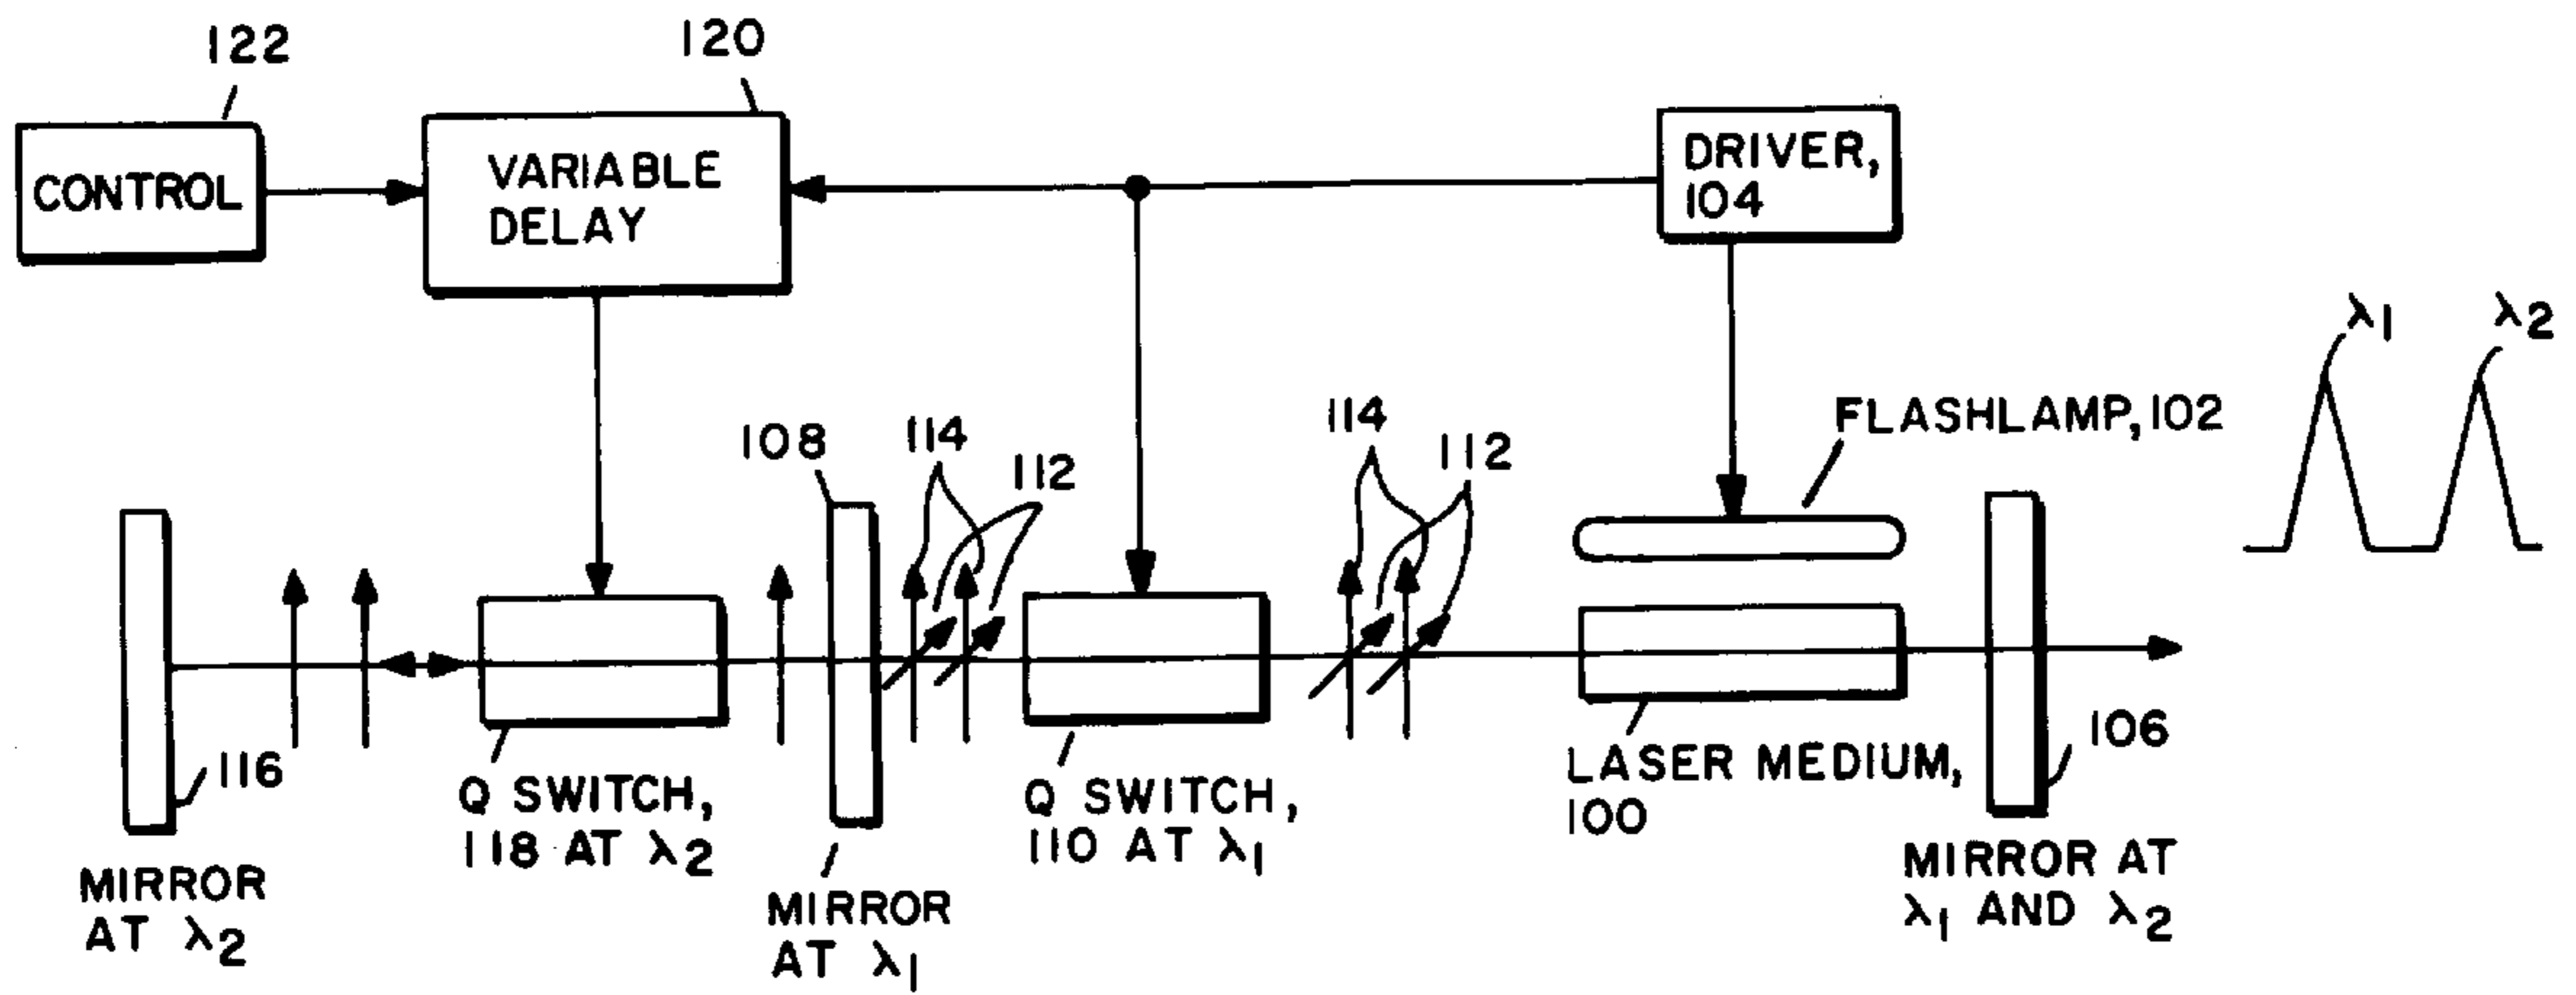 122
120
CONTROL
VARIABLE
DELAY
DRIVER,
104
λ1
λ2
108
114
112
114
112
FLASHLAMP, 102
116
Q SWITCH,
118 AT λ2
Q SWITCH,
110 AT λ1
LASER MEDIUM,
100
106
MIRROR
AT λ2
MIRROR
AT λ1
MIRROR AT
λ1 AND λ2